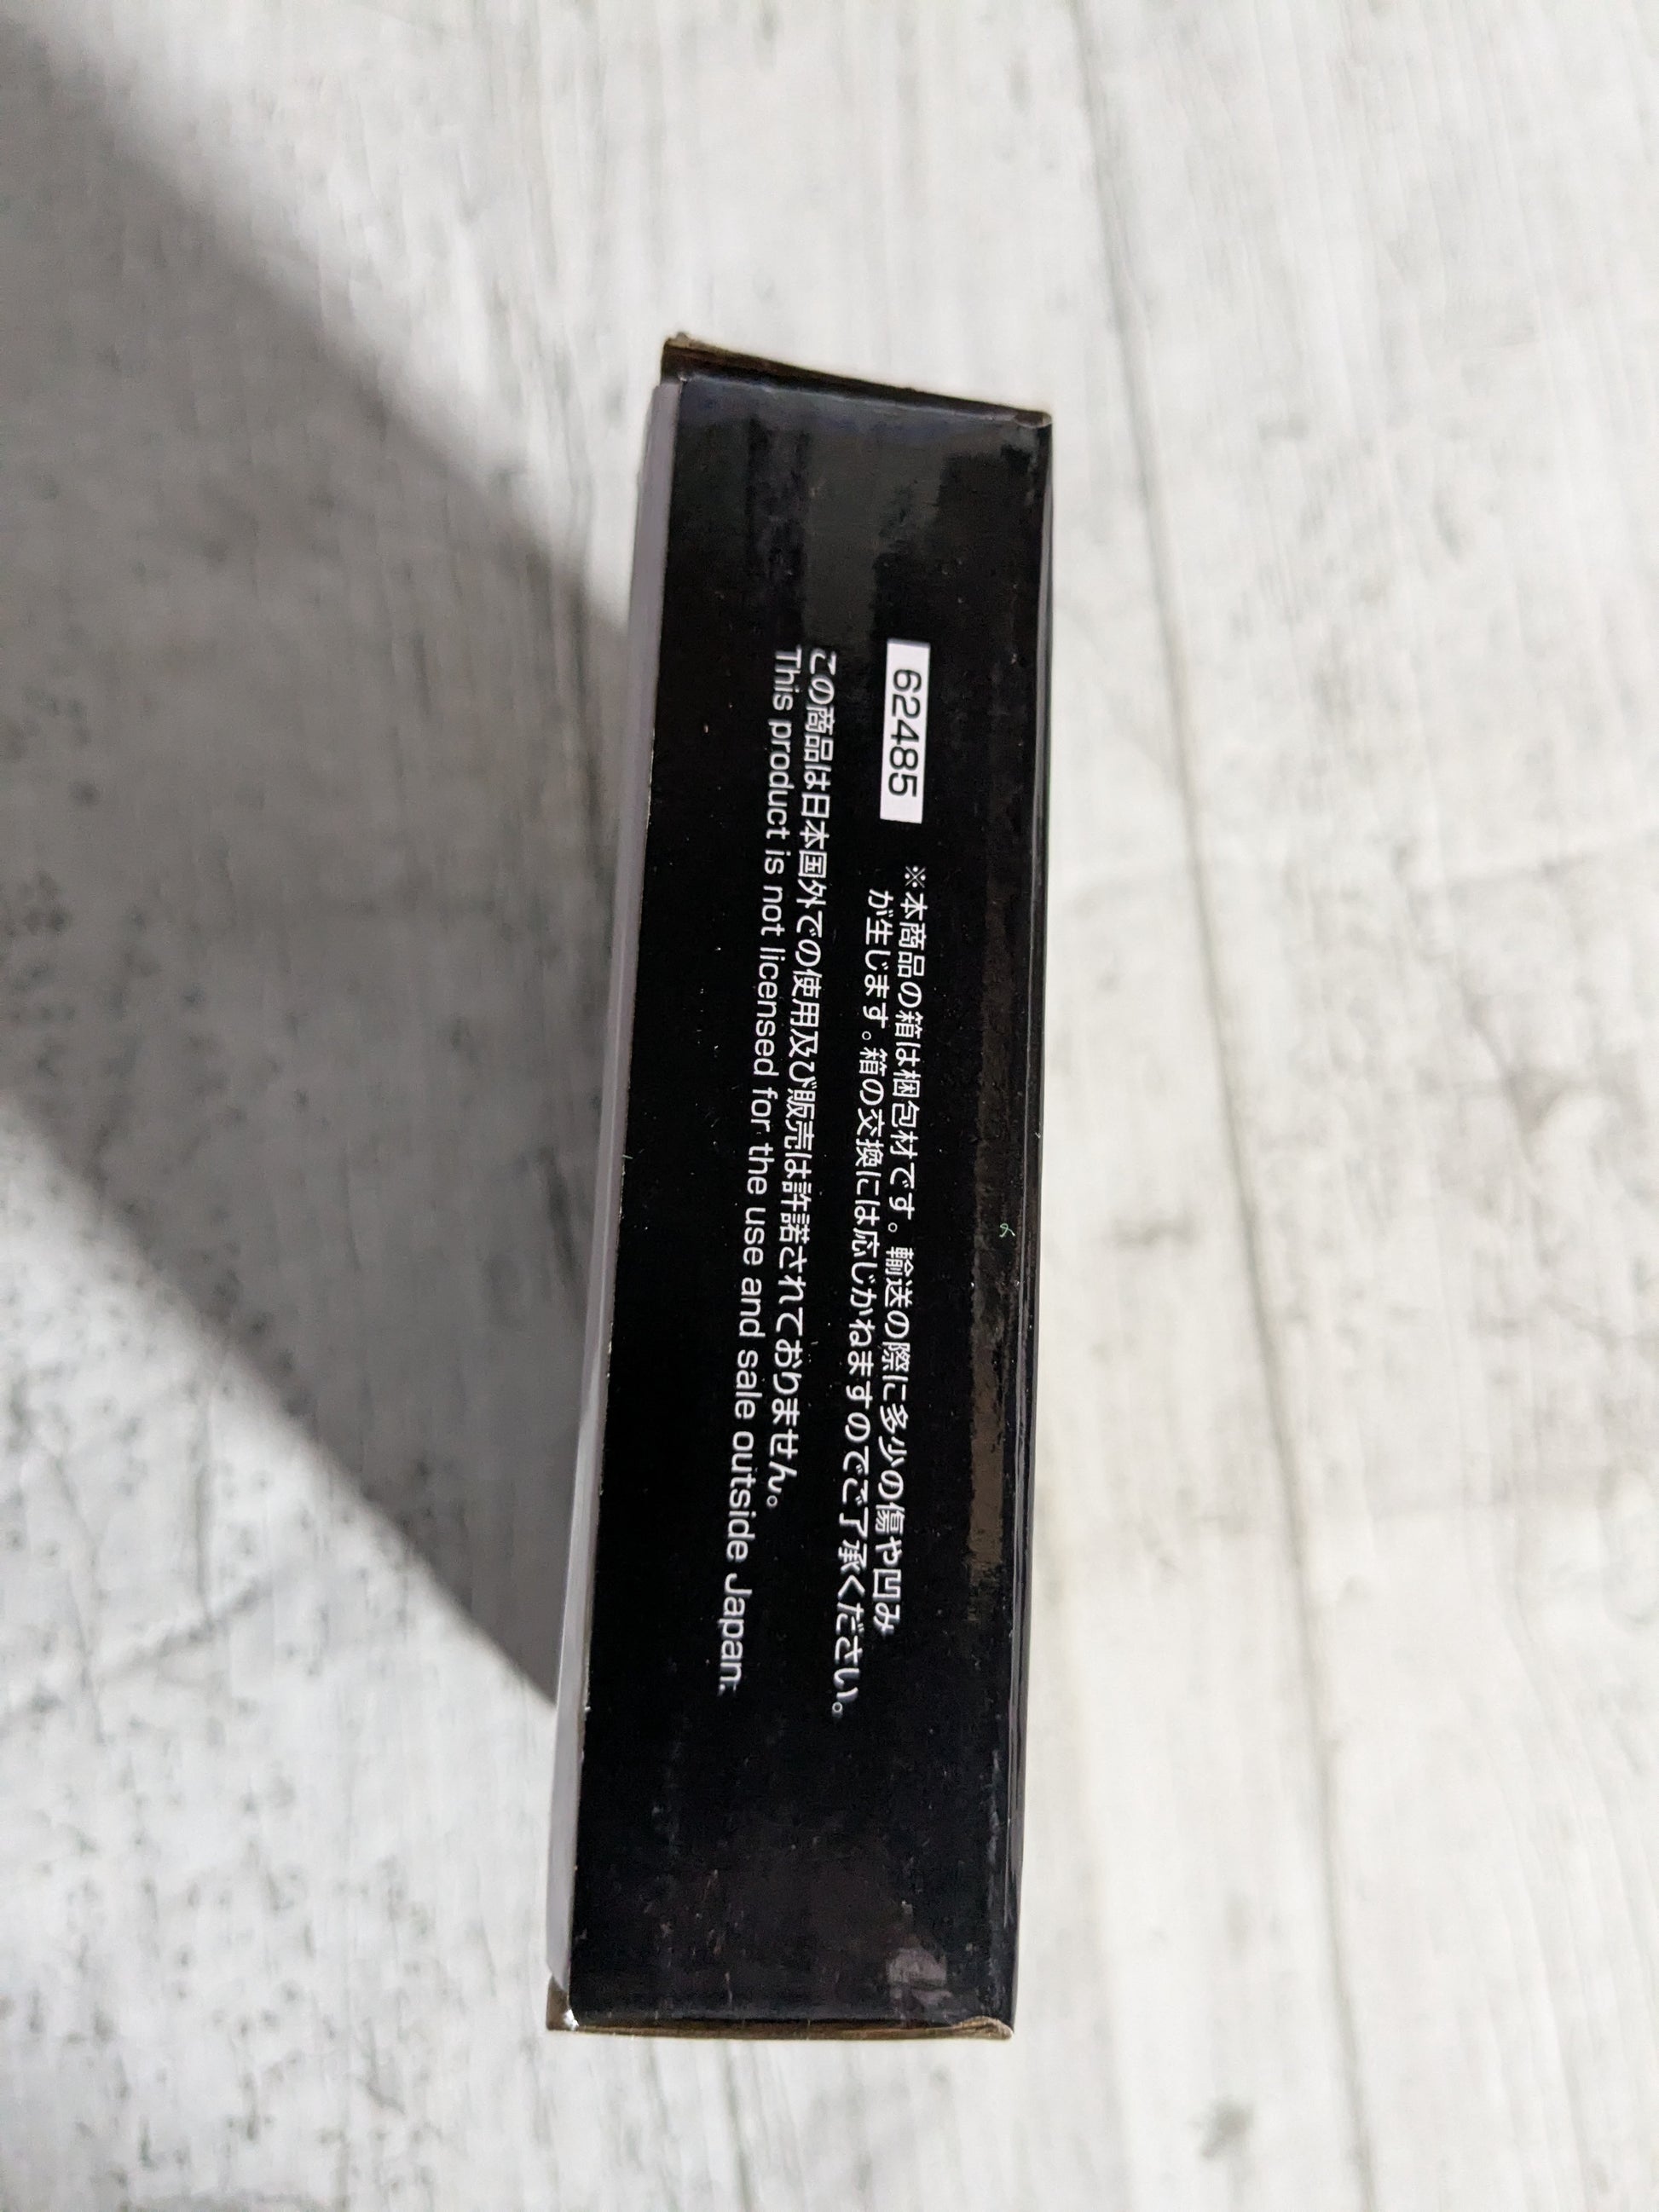 62485
※本商品の箱は梱包材です。輸送の際に多少の傷や凹み
が生じます。箱の交換には応じかねますのでご了承ください。
この商品は日本国外での使用及び販売は許諾されておりません。
This product is not licensed for the use and sale outside Japan.